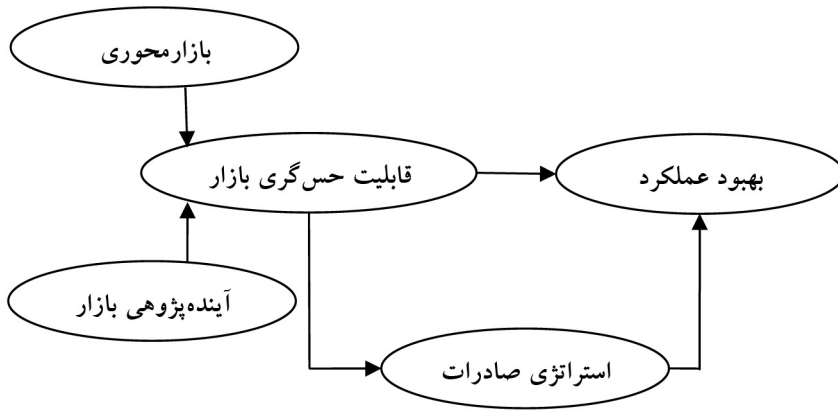 بازارمحوری
قابلیت حس‌گری بازار
بهبود عملکرد
آینده‌پژوهی بازار
استراتژی صادرات